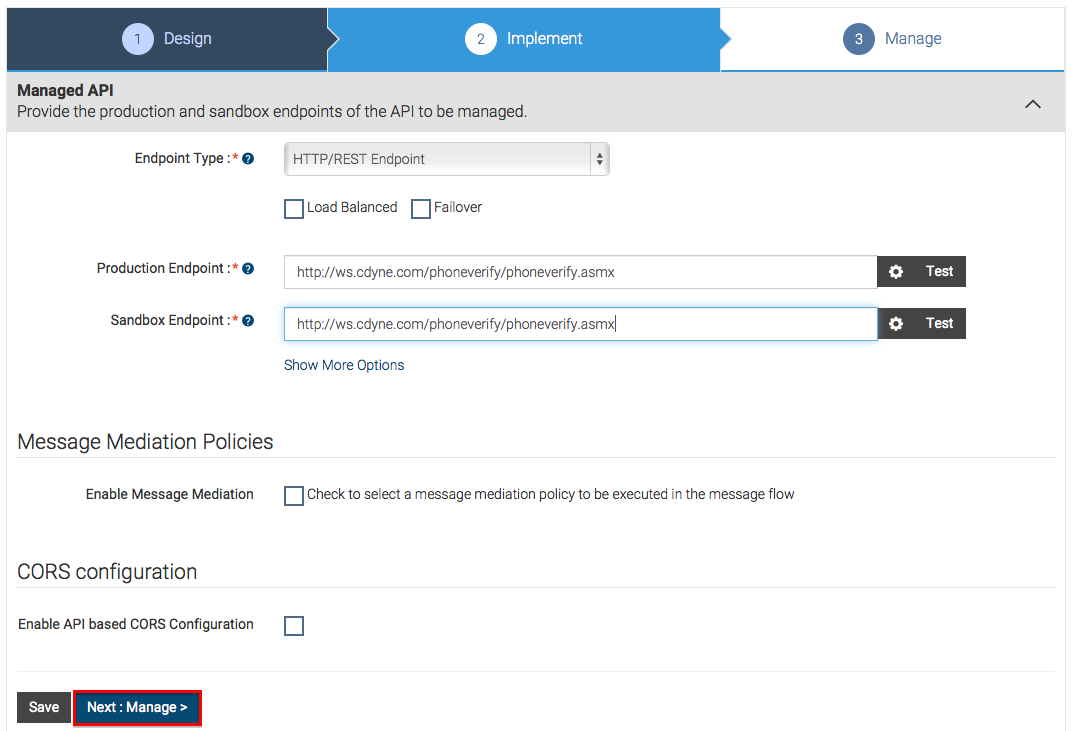 1 Design 2 Implement 3 Manage
Managed API
Provide the production and sandbox endpoints of the API to be managed.
Endpoint Type :* ? HTTP/REST Endpoint
Load Balanced Failover
Production Endpoint :* ? http://ws.cdyne.com/phoneverify/phoneverify.asmx Test
Sandbox Endpoint :* ? http://ws.cdyne.com/phoneverify/phoneverify.asmx Test
Show More Options
Message Mediation Policies
Enable Message Mediation Check to select a message mediation policy to be executed in the message flow
CORS configuration
Enable API based CORS Configuration
Save Next : Manage >